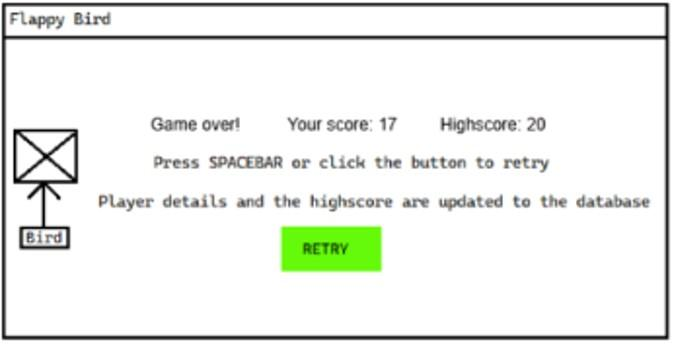 Flappy Bird
Game over! Your score: 17 Highscore: 20
Press SPACEBAR or click the button to retry
Player details and the highscore are updated to the database
Bird
RETRY